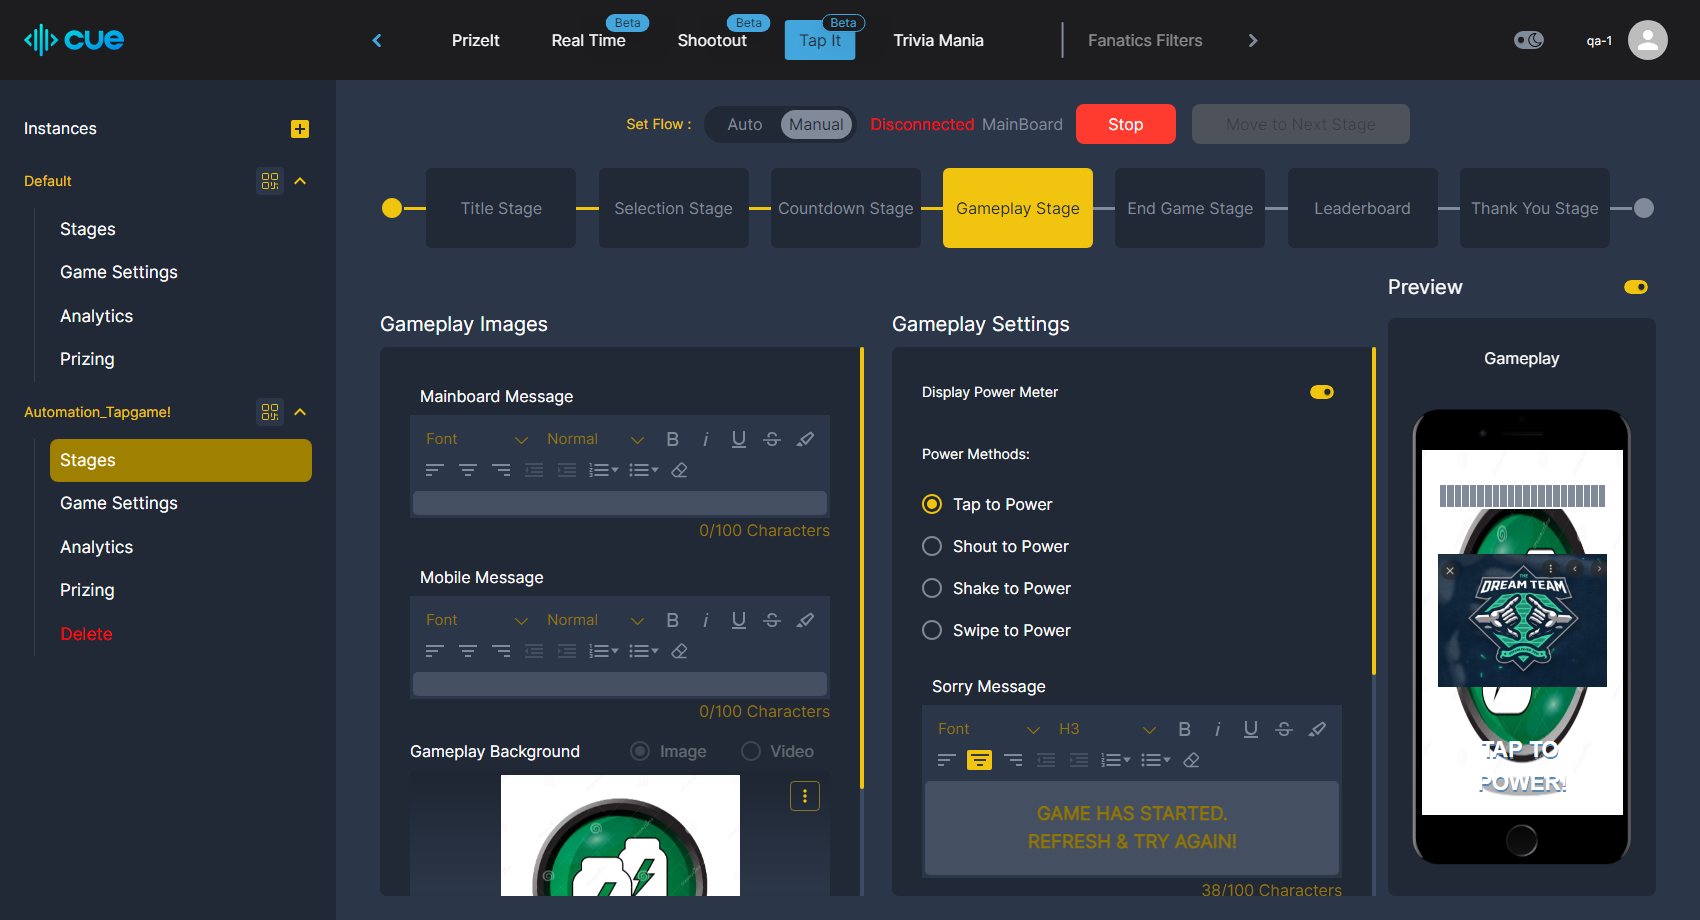 cue
PrizeIt
Real Time
Beta
Shootout
Beta
Tap It
Beta
Trivia Mania
Fanatics Filters
qa-1
Instances
Default
Stages
Game Settings
Analytics
Prizing
Automation_Tapgame!
Stages
Game Settings
Analytics
Prizing
Delete
Set Flow :
Auto
Manual
Disconnected MainBoard
Stop
Move to Next Stage
Title Stage
Selection Stage
Countdown Stage
Gameplay Stage
End Game Stage
Leaderboard
Thank You Stage
Gameplay Images
Mainboard Message
Font
Normal
B i U S
0/100 Characters
Mobile Message
Font
Normal
B i U S
0/100 Characters
Gameplay Background
Image
Video
Gameplay Settings
Display Power Meter
Power Methods:
Tap to Power
Shout to Power
Shake to Power
Swipe to Power
Sorry Message
Font
H3
B i U S
GAME HAS STARTED.
REFRESH & TRY AGAIN!
38/100 Characters
Preview
Gameplay
THE
DREAM TEAM
TAP TO
POWER!